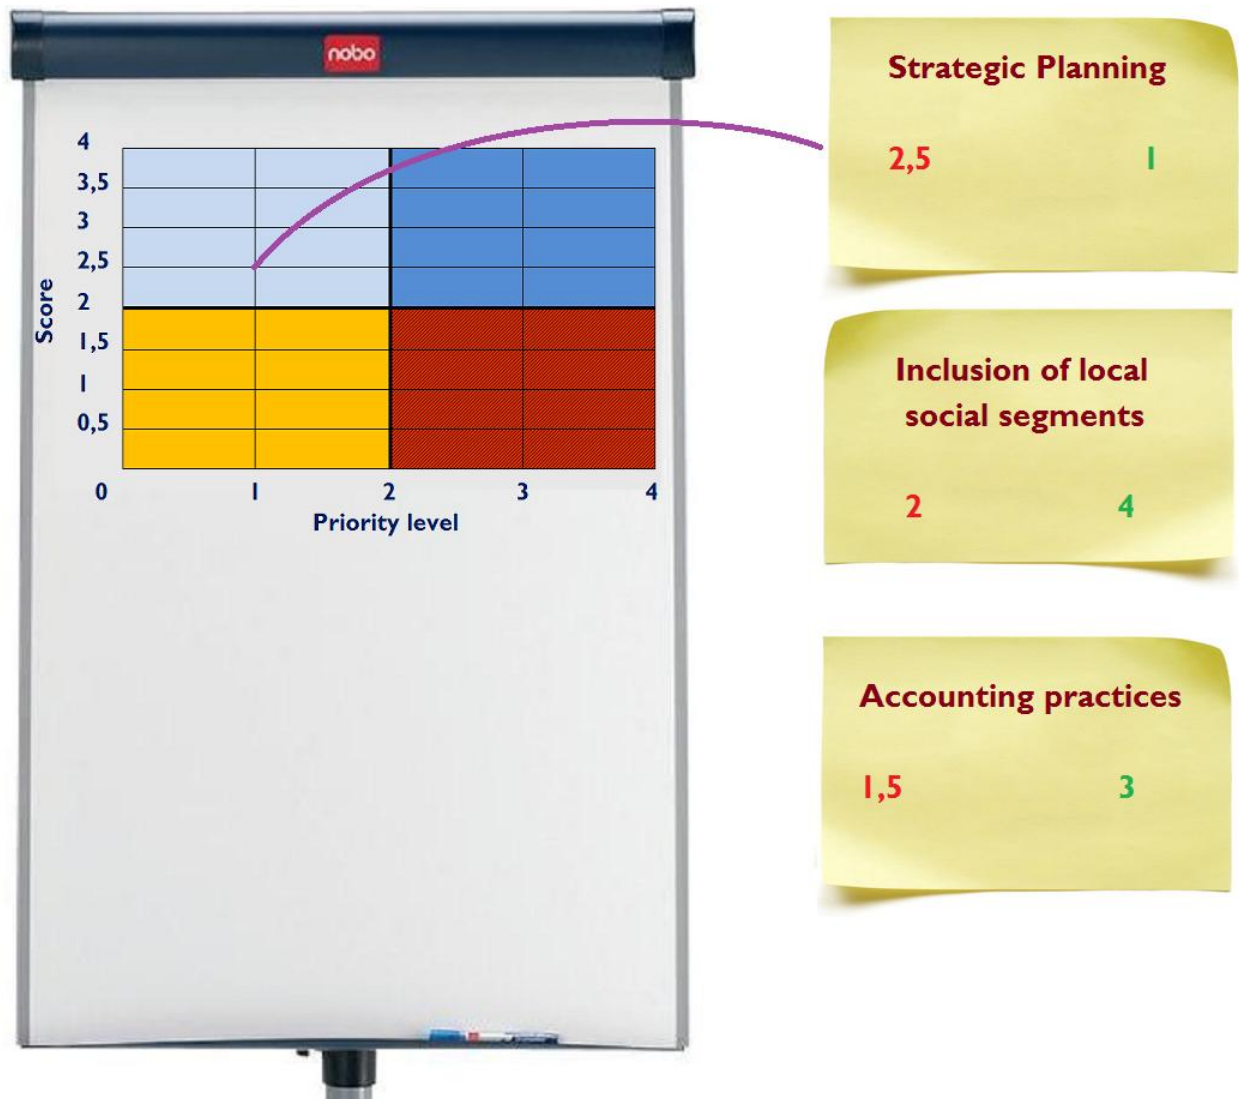 nobo
4
3,5
3
2,5
2
1,5
1
0,5
0 1 2 3 4
Score
Priority level
Strategic Planning
2,5 1
Inclusion of local
social segments
2 4
Accounting practices
1,5 3